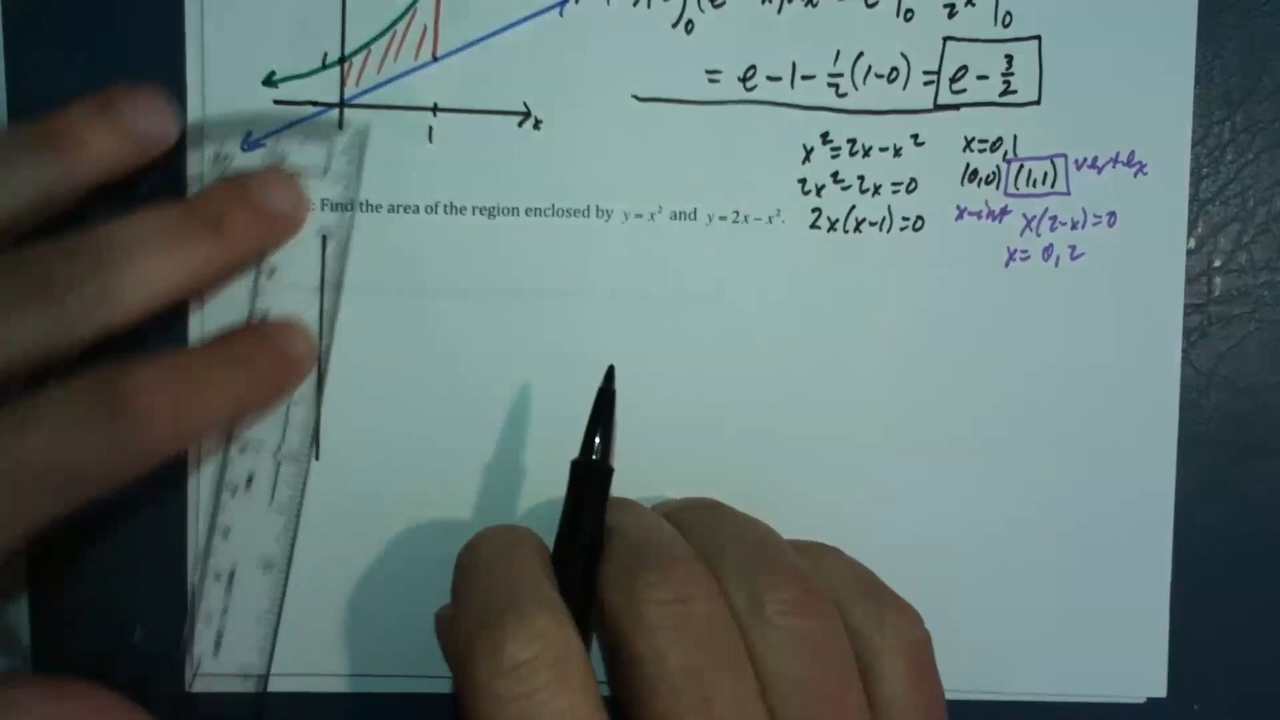 = e - 1 - 1/2 (1-0) = e - 3/2
x
1
1
x² = 2x - x² x = 0, 1
2x² - 2x = 0 (0,0) (1,1) vertex
: Find the area of the region enclosed by y = x² and y = 2x - x². 2x(x-1) = 0 x-int x(2-x) = 0
x = 0, 2